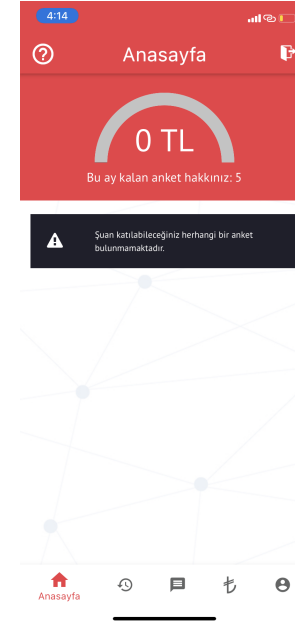 4:14
Anasayfa
0 TL
Bu ay kalan anket hakkınız: 5
Şuan katılabileceğiniz herhangi bir anket
bulunmamaktadır.
Anasayfa